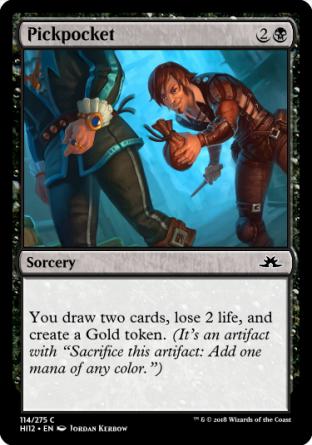 Pickpocket 2
Sorcery
You draw two cards, lose 2 life, and
create a Gold token. (It's an artifact
with “Sacrifice this artifact: Add one
mana of any color.”)
114/275 C
HI12 • EN JORDAN KERBOW
™ & © 2018 Wizards of the Coast